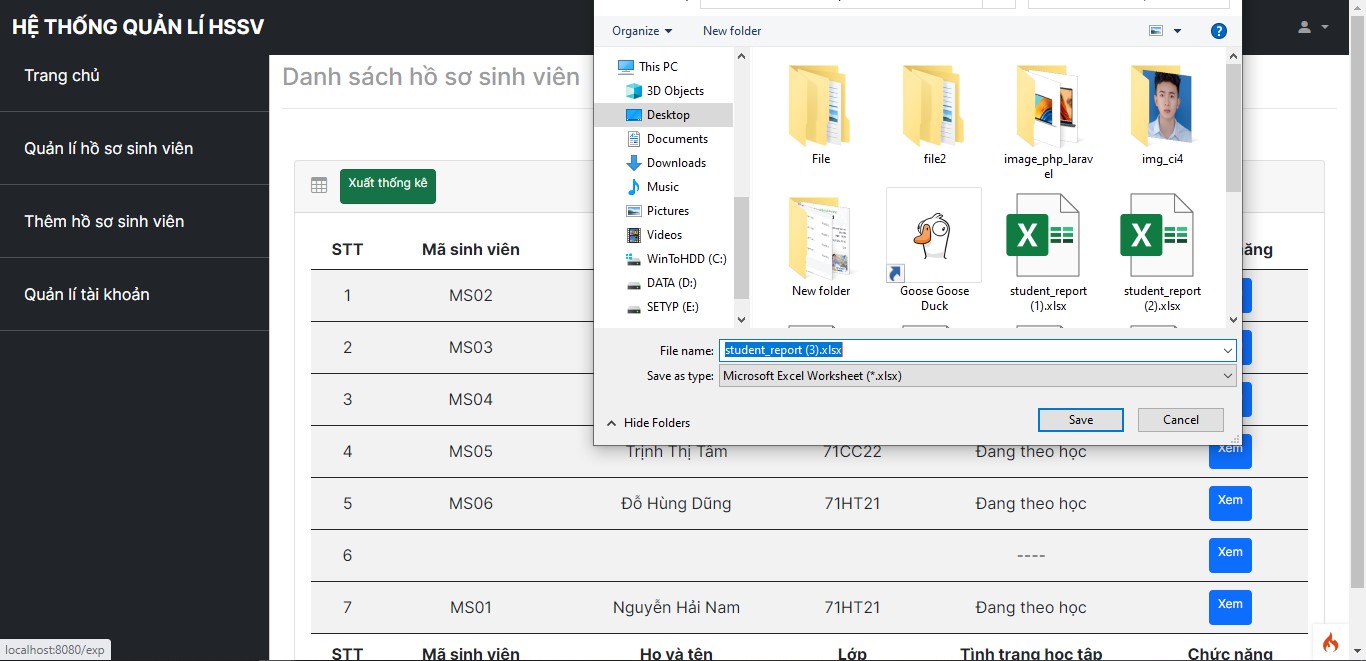 HỆ THỐNG QUẢN LÍ HSSV
Trang chủ
Quản lí hồ sơ sinh viên
Thêm hồ sơ sinh viên
Quản lí tài khoản
localhost:8080/exp
Danh sách hồ sơ sinh viên
Xuất thống kê
Organize
New folder
?
This PC
3D Objects
Desktop
Documents
Downloads
Music
Pictures
Videos
WinToHDD (C:)
DATA (D:)
SETYP (E:)
File
file2
image_php_larav
el
img_ci4
New folder
Goose Goose
Duck
X
student_report
(1).xlsx
X
student_report
(2).xlsx
File name: student_report (3).xlsx
Save as type: Microsoft Excel Worksheet (*.xlsx)
Hide Folders
Save
Cancel
STT Mã sinh viên ăng
1 MS02
2 MS03
3 MS04
4 MS05 Trịnh Thị Tâm 71CC22 Đang theo học Xem
5 MS06 Đỗ Hùng Dũng 71HT21 Đang theo học Xem
6 ---- Xem
7 MS01 Nguyễn Hải Nam 71HT21 Đang theo học Xem
STT Mã sinh viên Họ và tên Lớp Tình trạng học tập Chức năng